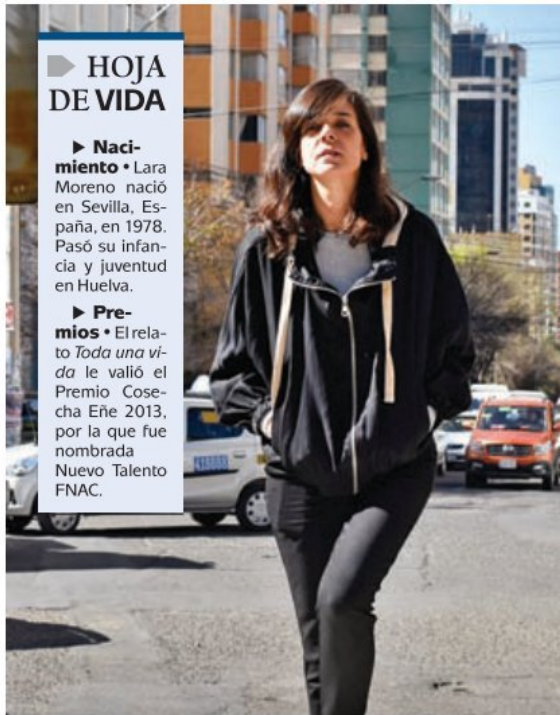 HOJA
DE VIDA
▶ Naci-
miento • Lara
Moreno nació
en Sevilla, Es-
paña, en 1978.
Pasó su infan-
cia y juventud
en Huelva.
▶ Pre-
mios • El rela-
to Toda una vi-
da le valió el
Premio Cose-
cha Eñe 2013,
por la que fue
nombrada
Nuevo Talento
FNAC.